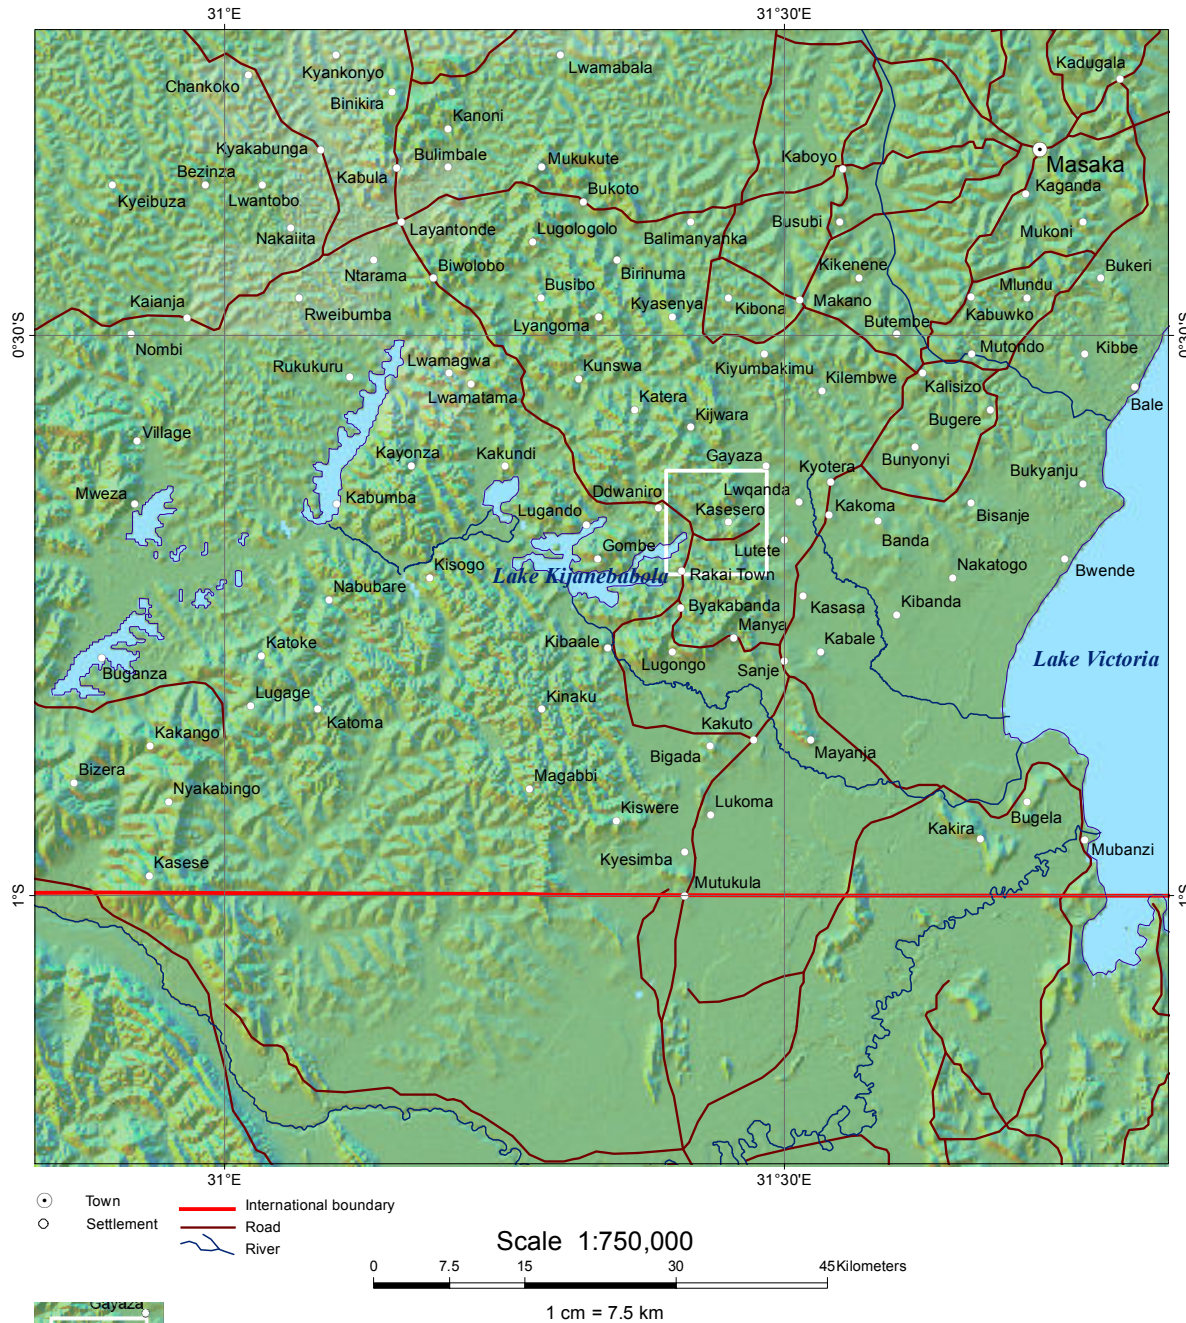 31°E 31°30'E
Kadugala
Kyankonyo
Lwamabala
Chankoko
Binikira
Kanoni
Kyakabunga
Bulimbale
Mukukute
Kaboyo
Masaka
Bezinza
Kabula
Bukoto
Kaganda
Kyeibuza
Lwantobo
Nakaiita
Layantonde
Lugologolo
Balimanyanka
Busubi
Mukoni
Ntarama
Biwolobo
Birinuma
Kikenene
Bukeri
Kaianja
Rweibumba
Busibo
Kyasenya
Kibona
Makano
Mlundu
Lyangoma
Kabuwko
Butembe
0°30'S 0°30'S
Nombi
Rukukuru
Lwamagwa
Kunswa
Kiyumbakimu
Mutondo
Kibbe
Lwamatama
Kilembwe
Kalisizo
Bale
Katera
Kijwara
Bugere
Village
Kayonza
Kakundi
Gayaza
Kyotera
Bunyonyi
Bukyanju
Mweza
Kabumba
Ddwaniro
Lwqanda
Lugando
Kasesero
Kakoma
Bisanje
Gombe
Lutete
Banda
Lake Kijanebabola
Rakai Town
Kisogo
Nabubare
Nakatogo
Bwende
Byakabanda
Kasasa
Kibanda
Manya
Kibaale
Katoke
Lugongo
Kabale
Sanje
Lake Victoria
Buganza
Lugage
Katoma
Kinaku
Kakuto
Kakango
Bigada
Mayanja
Bizera
Nyakabingo
Magabbi
Kiswere
Lukoma
Bugela
Kakira
Mubanzi
Kasese
Kyesimba
Mutukula
1°S 1°S
31°E 31°30'E
Town
International boundary
Settlement
Road
River
Scale 1:750,000
0 7.5 15 30 45Kilometers
1 cm = 7.5 km
Gayaza